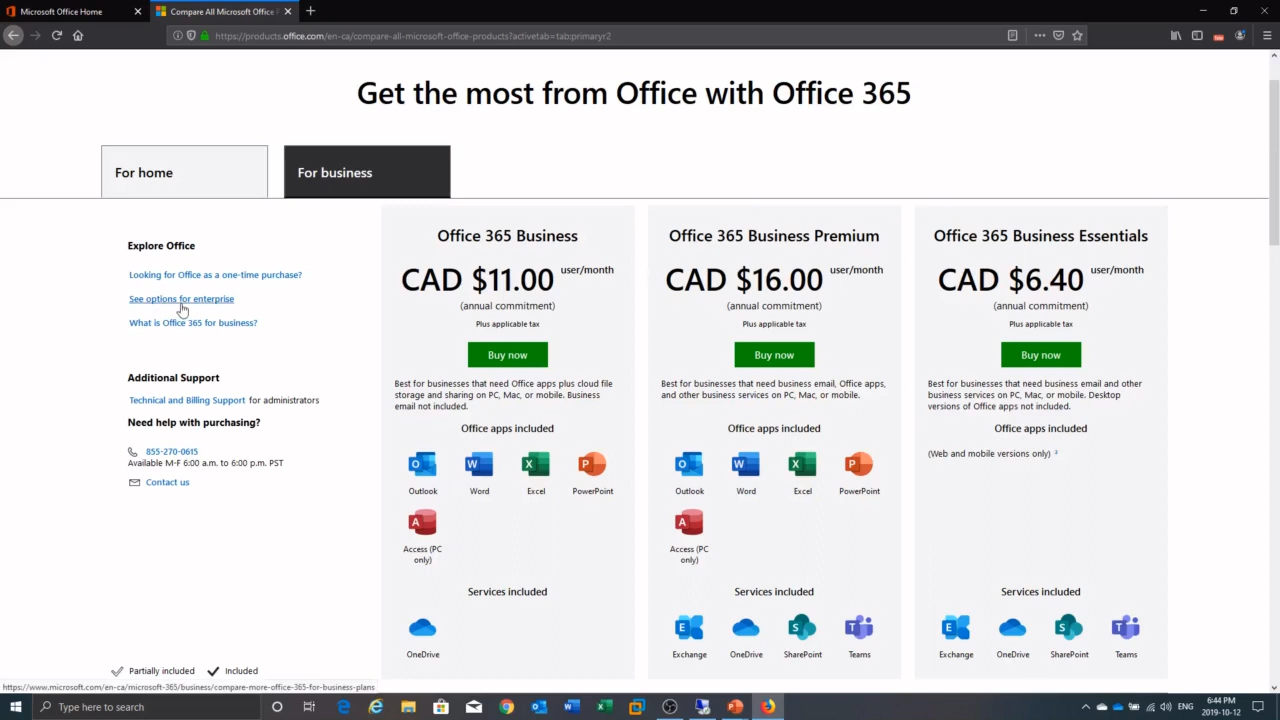 Microsoft Office Home
Compare All Microsoft Office
https://products.office.com/en-ca/compare-all-microsoft-office-products?activetab=tab:primaryr2
Get the most from Office with Office 365
For home
For business
Explore Office
Looking for Office as a one-time purchase?
See options for enterprise
What is Office 365 for business?
Additional Support
Technical and Billing Support for administrators
Need help with purchasing?
855-270-0615
Available M-F 6:00 a.m. to 6:00 p.m. PST
Contact us
Office 365 Business
CAD $11.00 user/month
(annual commitment)
Plus applicable tax
Buy now
Best for businesses that need Office apps plus cloud file
storage and sharing on PC, Mac, or mobile. Business
email not included.
Office apps included
Outlook Word Excel PowerPoint
Access (PC
only)
Services included
OneDrive
Office 365 Business Premium
CAD $16.00 user/month
(annual commitment)
Plus applicable tax
Buy now
Best for businesses that need business email, Office apps,
and other business services on PC, Mac, or mobile.
Office apps included
Outlook Word Excel PowerPoint
Access (PC
only)
Services included
Exchange OneDrive SharePoint Teams
Office 365 Business Essentials
CAD $6.40 user/month
(annual commitment)
Plus applicable tax
Buy now
Best for businesses that need business email and other
business services on PC, Mac, or mobile. Desktop
versions of Office apps not included.
Office apps included
(Web and mobile versions only) 3
Services included
Exchange OneDrive SharePoint Teams
Partially included Included
https://www.microsoft.com/en-ca/microsoft-365/business/compare-more-office-365-for-business-plans
Type here to search
ENG
6:44 PM
2019-10-12